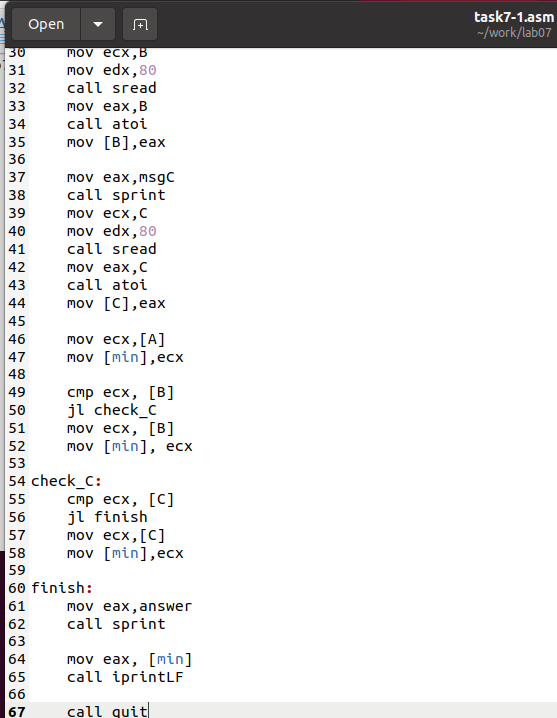 Open
task7-1.asm
~/work/lab07
30 mov ecx,B
31 mov edx,80
32 call sread
33 mov eax,B
34 call atoi
35 mov [B],eax
36
37 mov eax,msgC
38 call sprint
39 mov ecx,C
40 mov edx,80
41 call sread
42 mov eax,C
43 call atoi
44 mov [C],eax
45
46 mov ecx,[A]
47 mov [min],ecx
48
49 cmp ecx, [B]
50 jl check_C
51 mov ecx, [B]
52 mov [min], ecx
53
54 check_C:
55 cmp ecx, [C]
56 jl finish
57 mov ecx,[C]
58 mov [min],ecx
59
60 finish:
61 mov eax,answer
62 call sprint
63
64 mov eax, [min]
65 call iprintLF
66
67 call quit